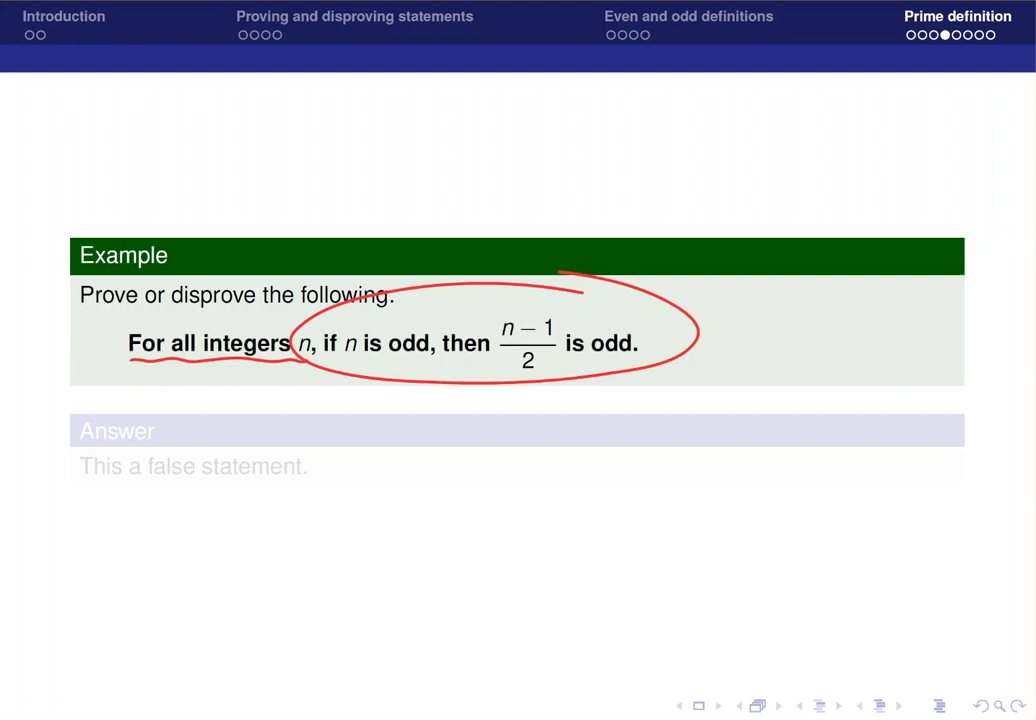 Introduction Proving and disproving statements Even and odd definitions Prime definition
Example
Prove or disprove the following.
For all integers n, if n is odd, then \frac{n − 1}{2} is odd.
Answer
This a false statement.